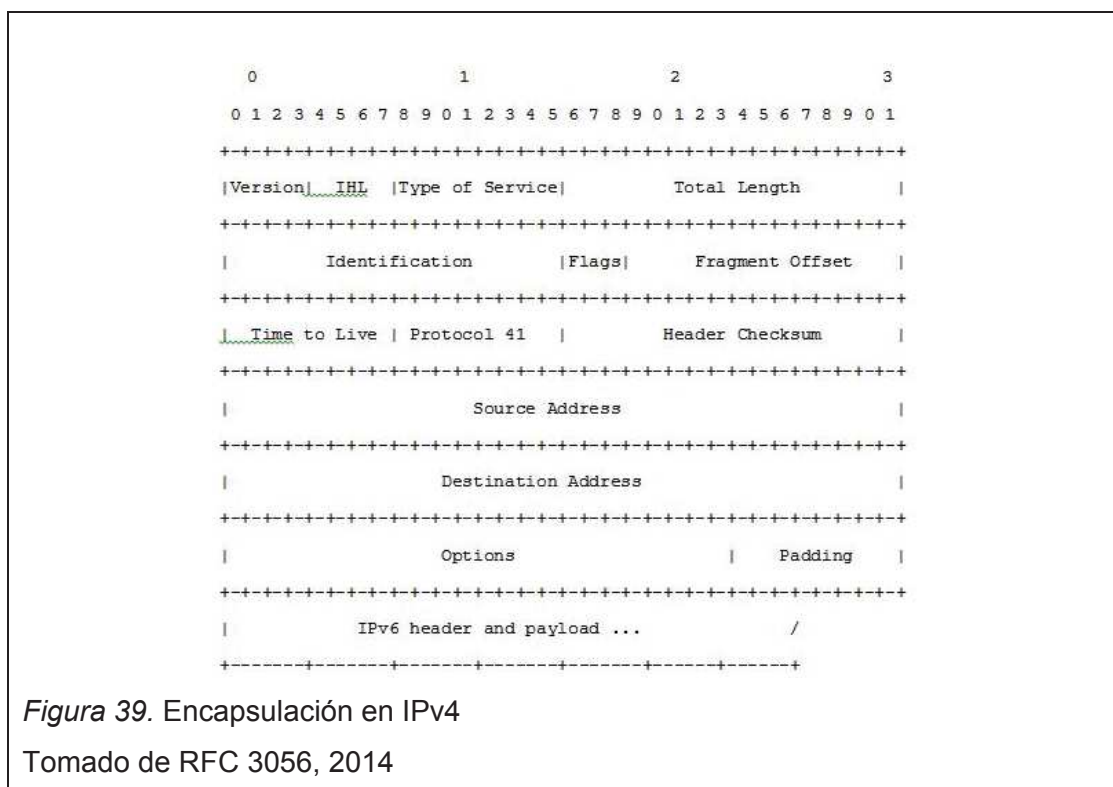 0                   1                   2                   3
0 1 2 3 4 5 6 7 8 9 0 1 2 3 4 5 6 7 8 9 0 1 2 3 4 5 6 7 8 9 0 1
+-+-+-+-+-+-+-+-+-+-+-+-+-+-+-+-+-+-+-+-+-+-+-+-+-+-+-+-+-+-+-+-+
|Version|  IHL  |Type of Service|          Total Length         |
+-+-+-+-+-+-+-+-+-+-+-+-+-+-+-+-+-+-+-+-+-+-+-+-+-+-+-+-+-+-+-+-+
|         Identification        |Flags|      Fragment Offset    |
+-+-+-+-+-+-+-+-+-+-+-+-+-+-+-+-+-+-+-+-+-+-+-+-+-+-+-+-+-+-+-+-+
|  Time to Live | Protocol 41   |         Header Checksum       |
+-+-+-+-+-+-+-+-+-+-+-+-+-+-+-+-+-+-+-+-+-+-+-+-+-+-+-+-+-+-+-+-+
|                       Source Address                          |
+-+-+-+-+-+-+-+-+-+-+-+-+-+-+-+-+-+-+-+-+-+-+-+-+-+-+-+-+-+-+-+-+
|                    Destination Address                        |
+-+-+-+-+-+-+-+-+-+-+-+-+-+-+-+-+-+-+-+-+-+-+-+-+-+-+-+-+-+-+-+-+
|                    Options                    |    Padding    |
+-+-+-+-+-+-+-+-+-+-+-+-+-+-+-+-+-+-+-+-+-+-+-+-+-+-+-+-+-+-+-+-+
|            IPv6 header and payload ...              /
+-------+-------+-------+-------+-------+------+------+
Figura 39. Encapsulación en IPv4
Tomado de RFC 3056, 2014